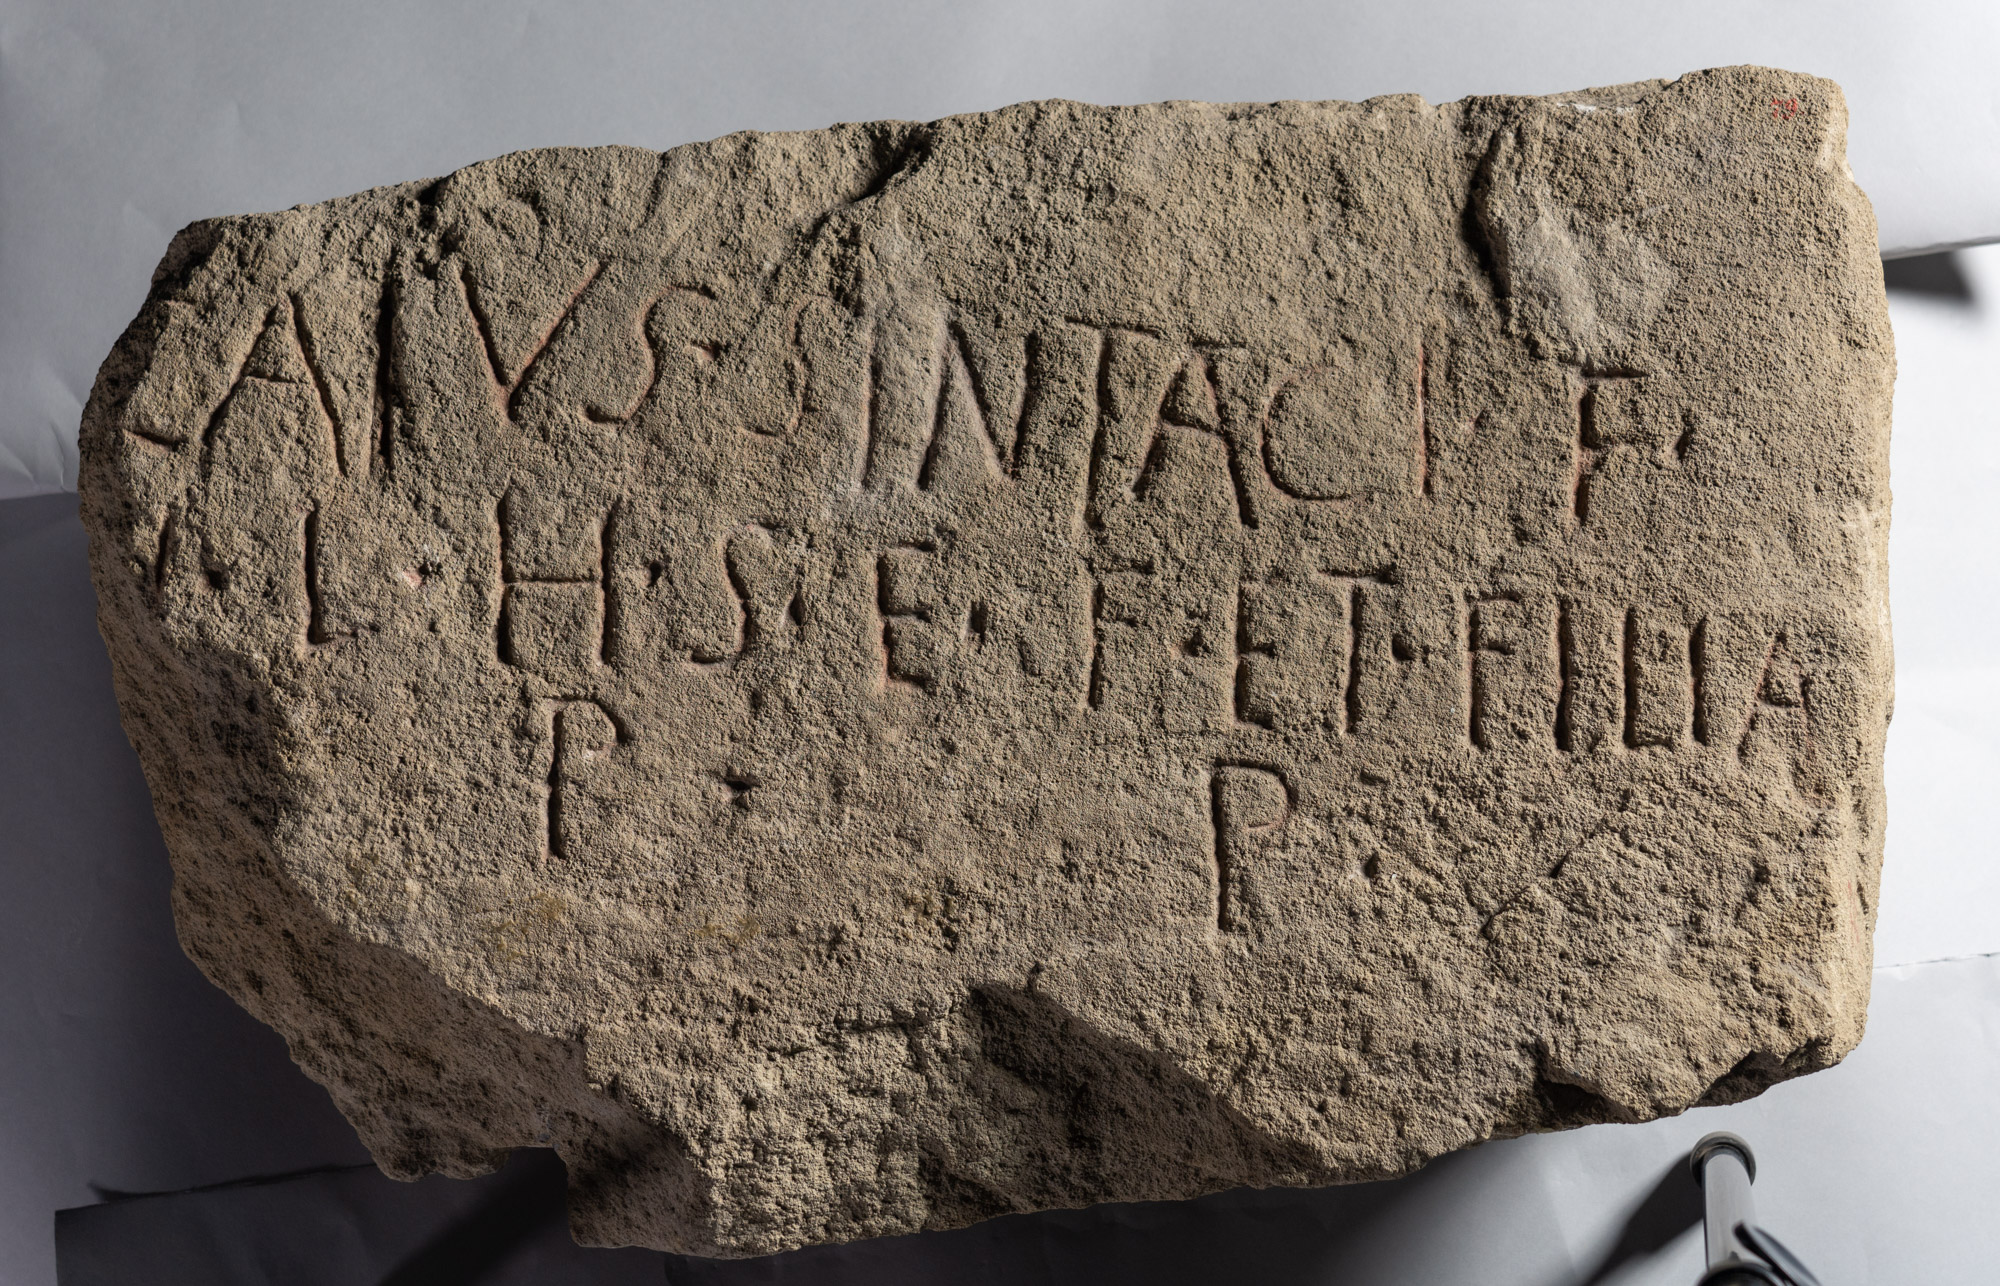 AIVS · SINTACI · F ·
· L · H · S · E · F · ET · FILIA
P · P ·